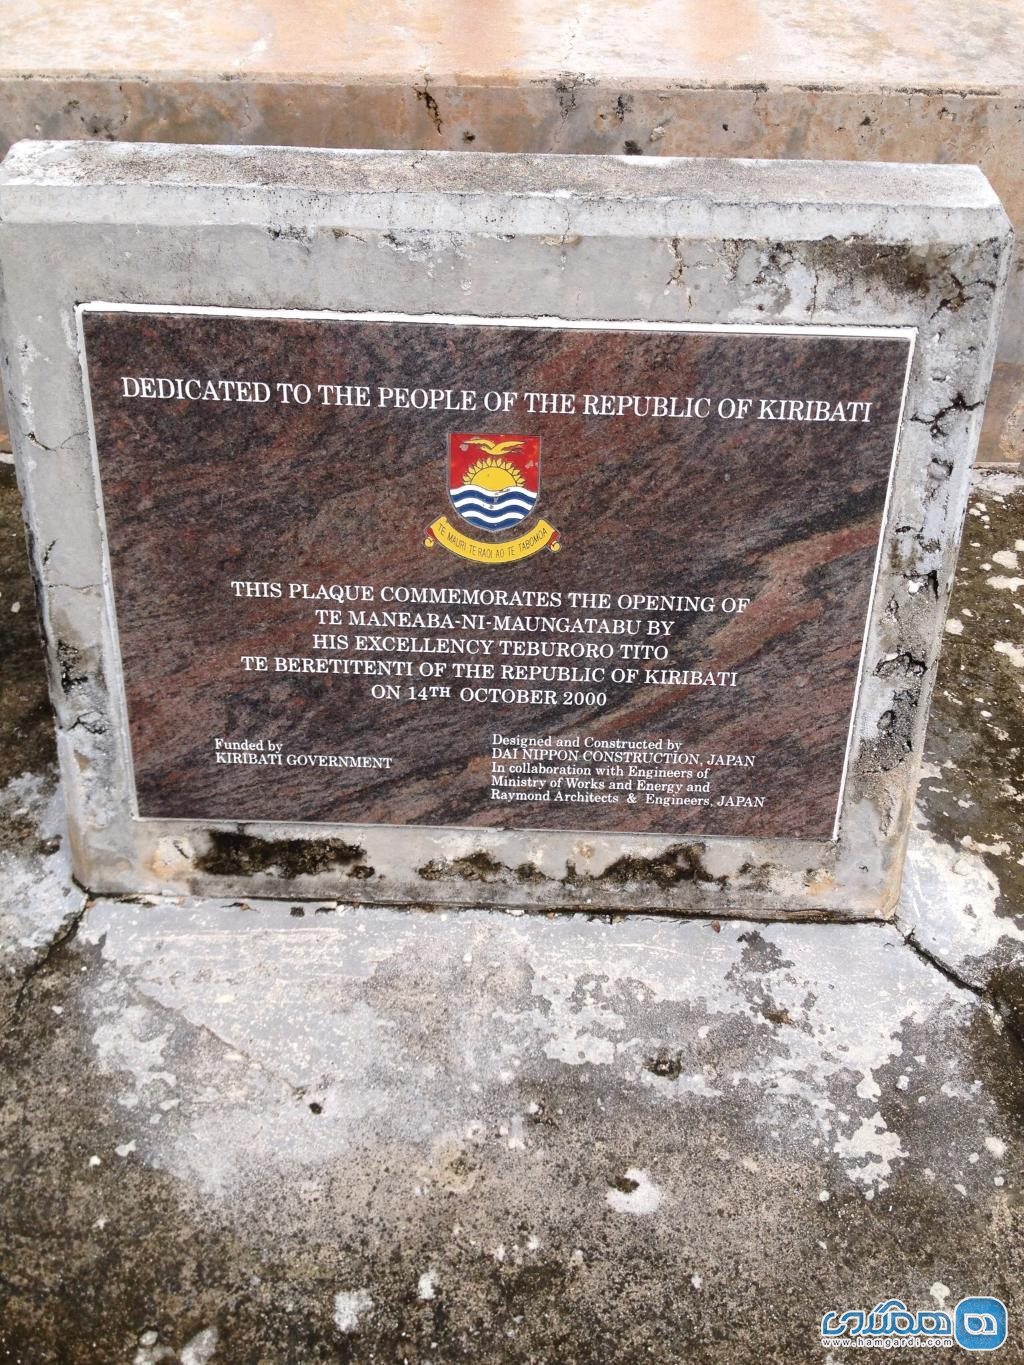 DEDICATED TO THE PEOPLE OF THE REPUBLIC OF KIRIBATI
TE MAURI TE RAOI AO TE TABOMOA
THIS PLAQUE COMMEMORATES THE OPENING OF
TE MANEABA-NI-MAUNGATABU BY
HIS EXCELLENCY TEBURORO TITO
TE BERETITENTI OF THE REPUBLIC OF KIRIBATI
ON 14TH OCTOBER 2000
Funded by
KIRIBATI GOVERNMENT
Designed and Constructed by
DAI NIPPON CONSTRUCTION, JAPAN
In collaboration with Engineers of
Ministry of Works and Energy and
Raymond Architects & Engineers, JAPAN
همگردی
www.hamgardi.com